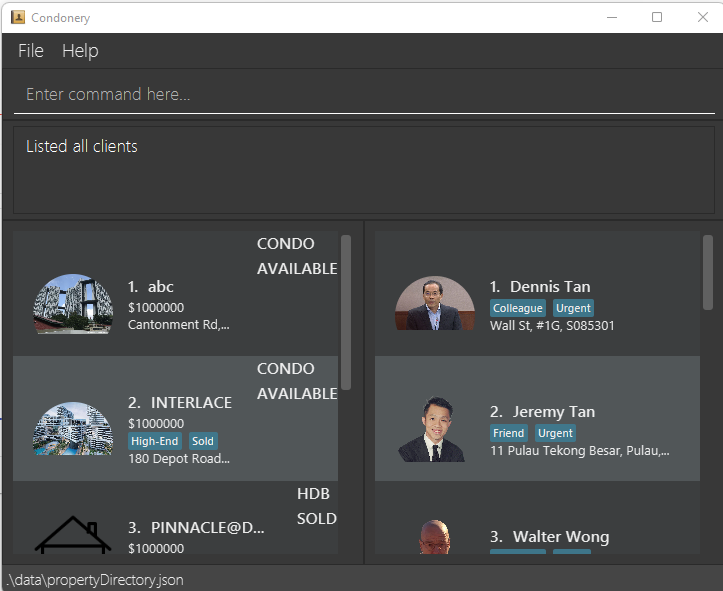 Condonery
File Help
Enter command here...
Listed all clients
CONDO
AVAILABLE
1. abc
$1000000
Cantonment Rd,...
CONDO
AVAILABLE
2. INTERLACE
$1000000
High-End Sold
180 Depot Road...
HDB
SOLD
3. PINNACLE@D...
$1000000
1. Dennis Tan
Colleague Urgent
Wall St, #1G, S085301
2. Jeremy Tan
Friend Urgent
11 Pulau Tekong Besar, Pulau,...
3. Walter Wong
.\data\propertyDirectory.json